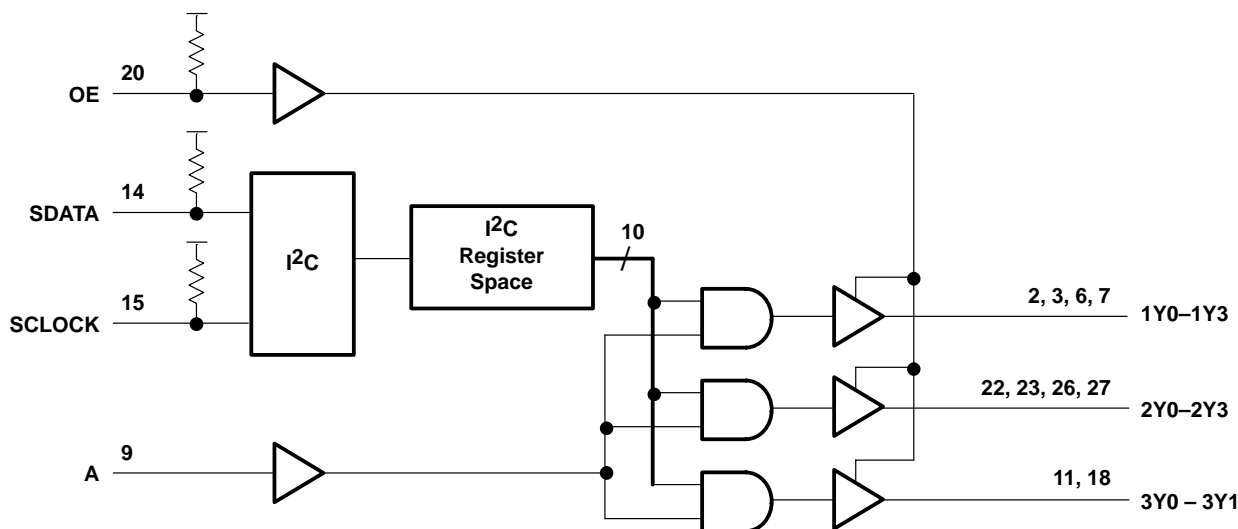 20
OE
14
SDATA
I2C
I2C
Register
Space
10
15
SCLOCK
2, 3, 6, 7
1Y0–1Y3
22, 23, 26, 27
2Y0–2Y3
9
A
11, 18
3Y0 – 3Y1